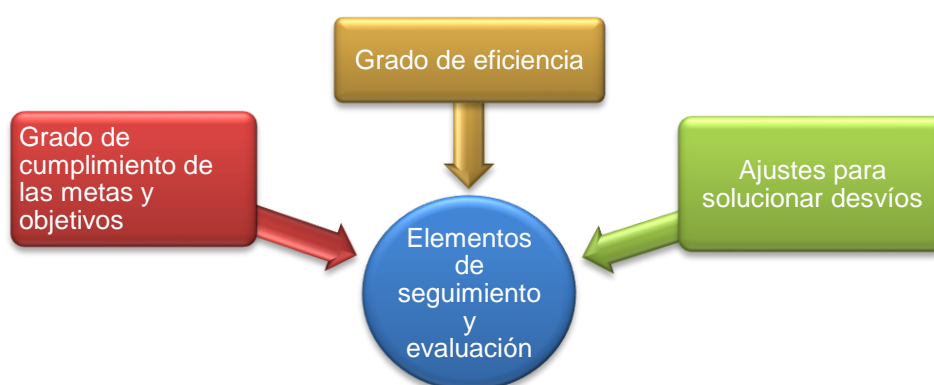 Grado de eficiencia
Grado de
cumplimiento de
las metas y
objetivos
Ajustes para
solucionar desvíos
Elementos
de
seguimiento
y
evaluación